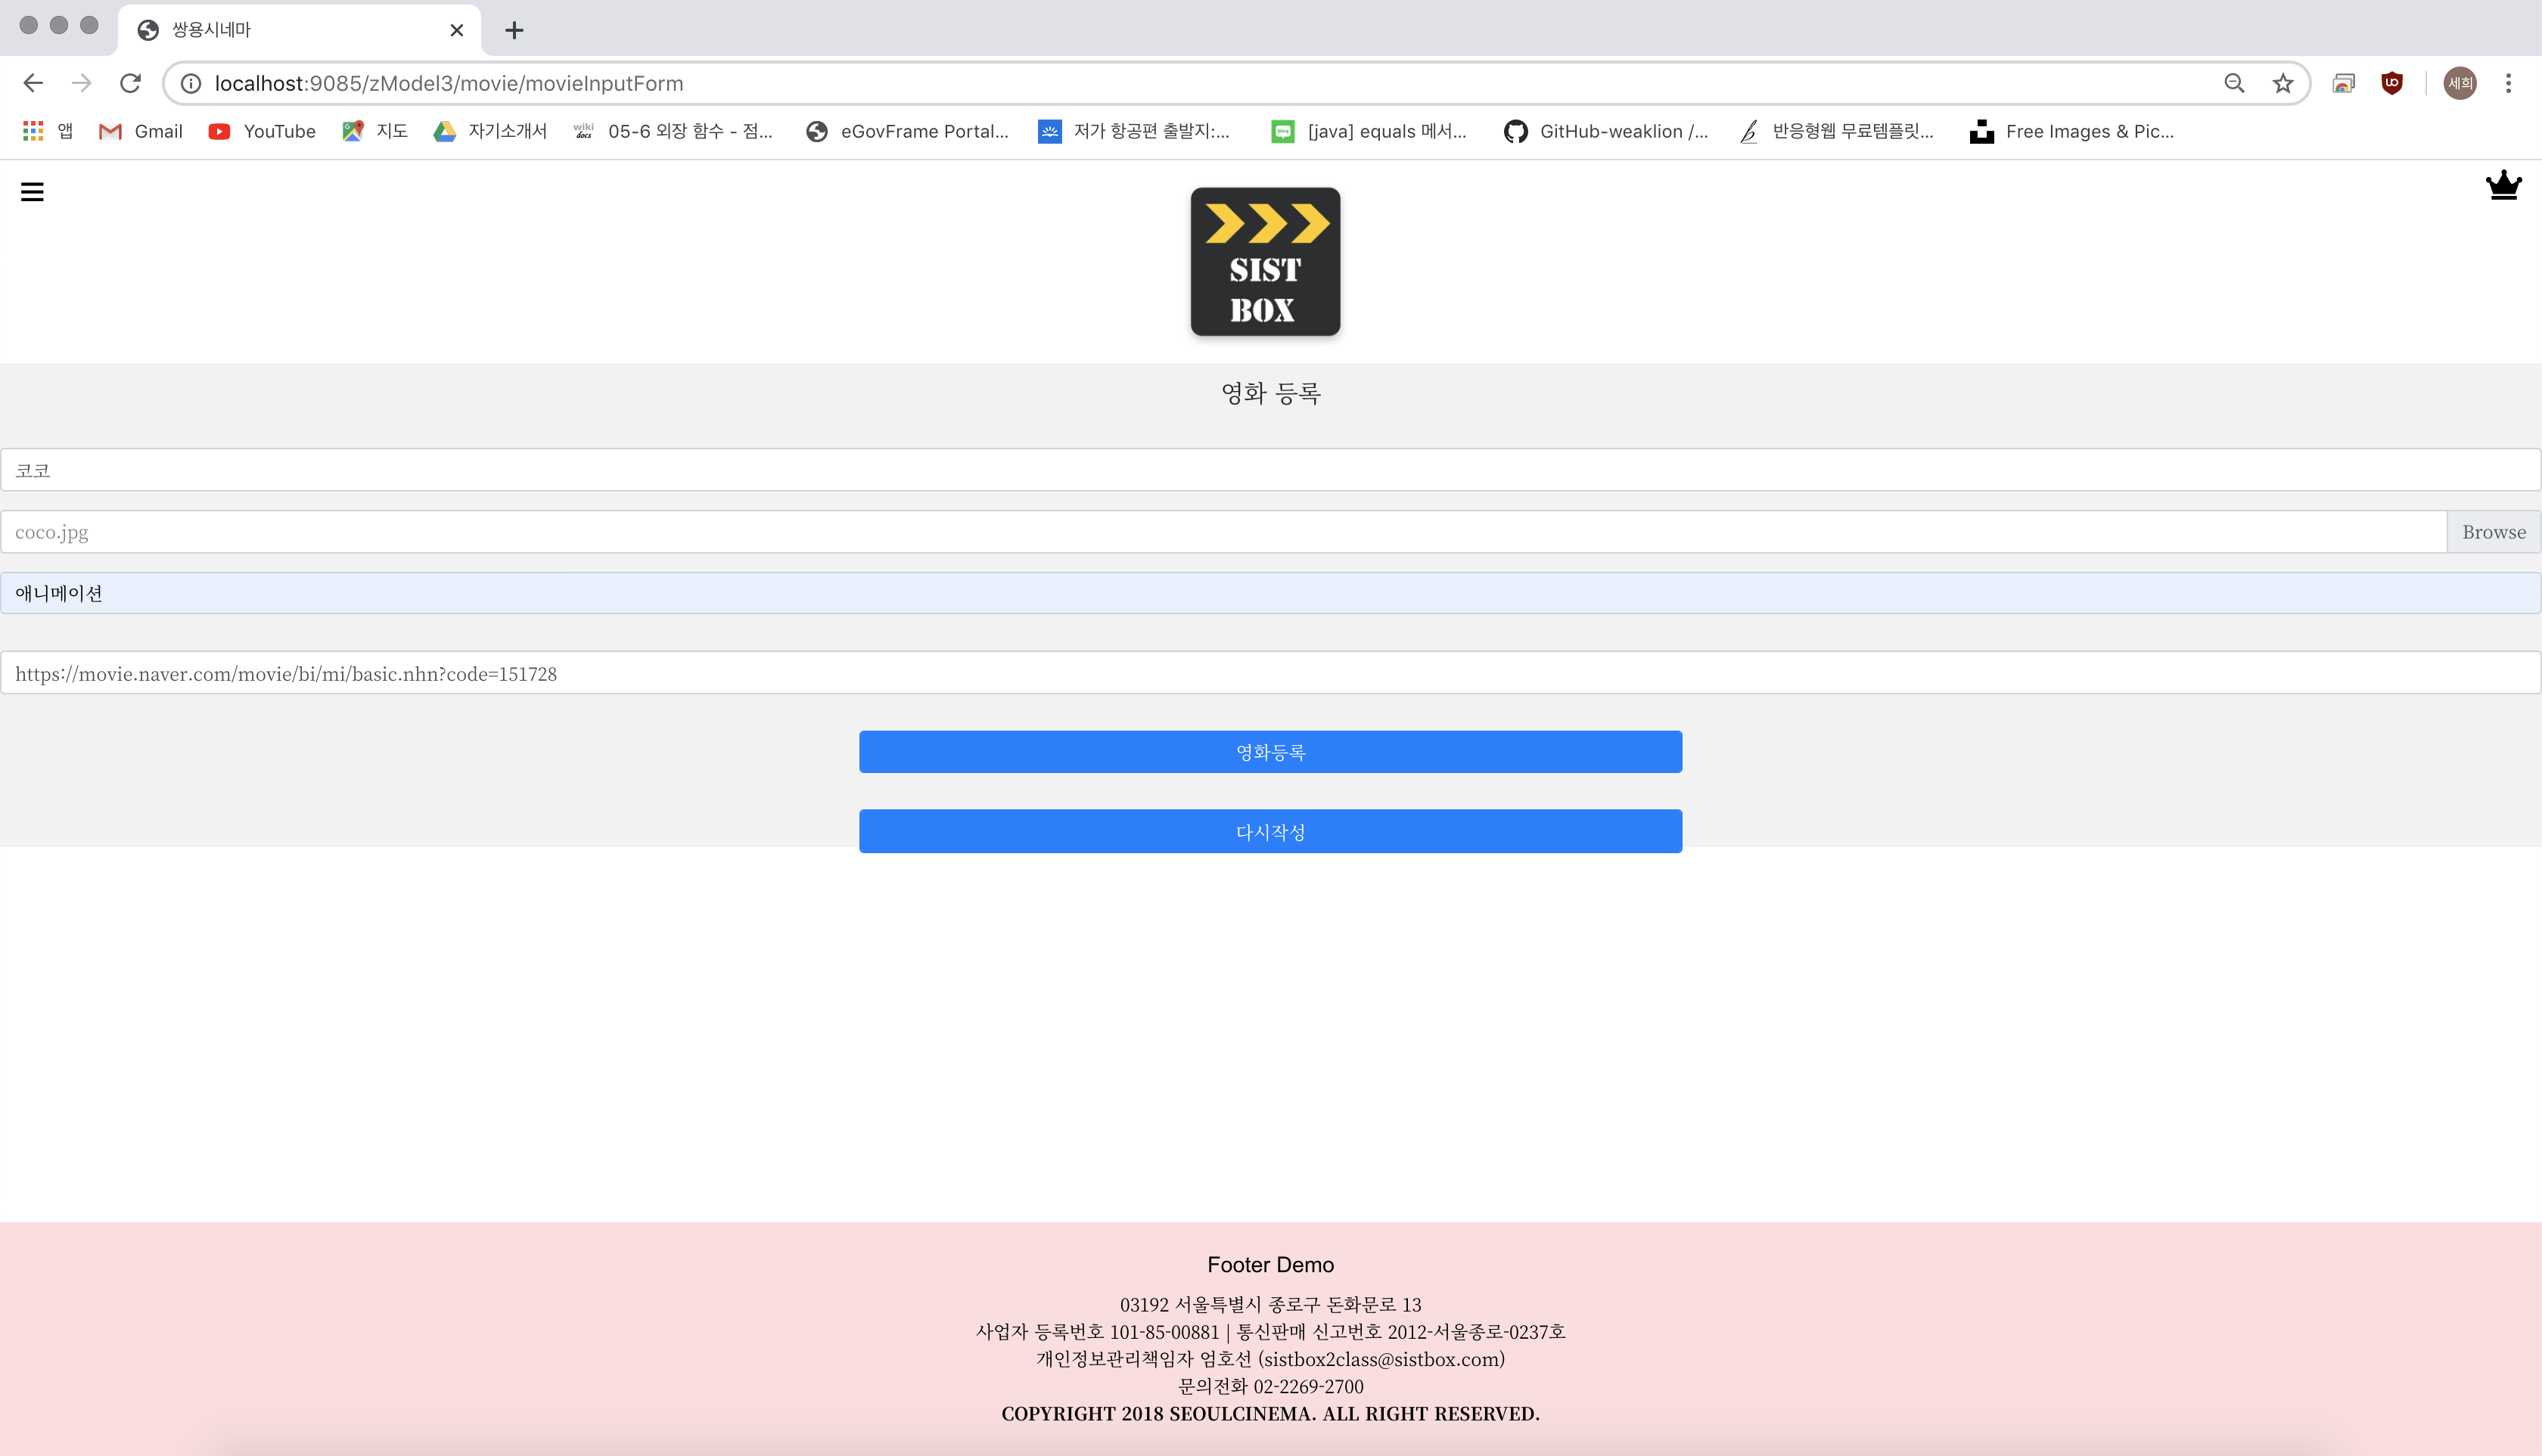 쌍용시네마
localhost:9085/zModel3/movie/movieInputForm
세희
앱 Gmail YouTube 지도 자기소개서 wiki docs 05-6 외장 함수 - 점... eGovFrame Portal... 저가 항공편 출발지:... blog [java] equals 메서... GitHub-weaklion /... 반응형웹 무료템플릿... Free Images & Pic...
SIST
BOX
영화 등록
코코
coco.jpg Browse
애니메이션
https://movie.naver.com/movie/bi/mi/basic.nhn?code=151728
영화등록
다시작성
Footer Demo
03192 서울특별시 종로구 돈화문로 13
사업자 등록번호 101-85-00881 | 통신판매 신고번호 2012-서울종로-0237호
개인정보관리책임자 엄호선 (sistbox2class@sistbox.com)
문의전화 02-2269-2700
COPYRIGHT 2018 SEOULCINEMA. ALL RIGHT RESERVED.